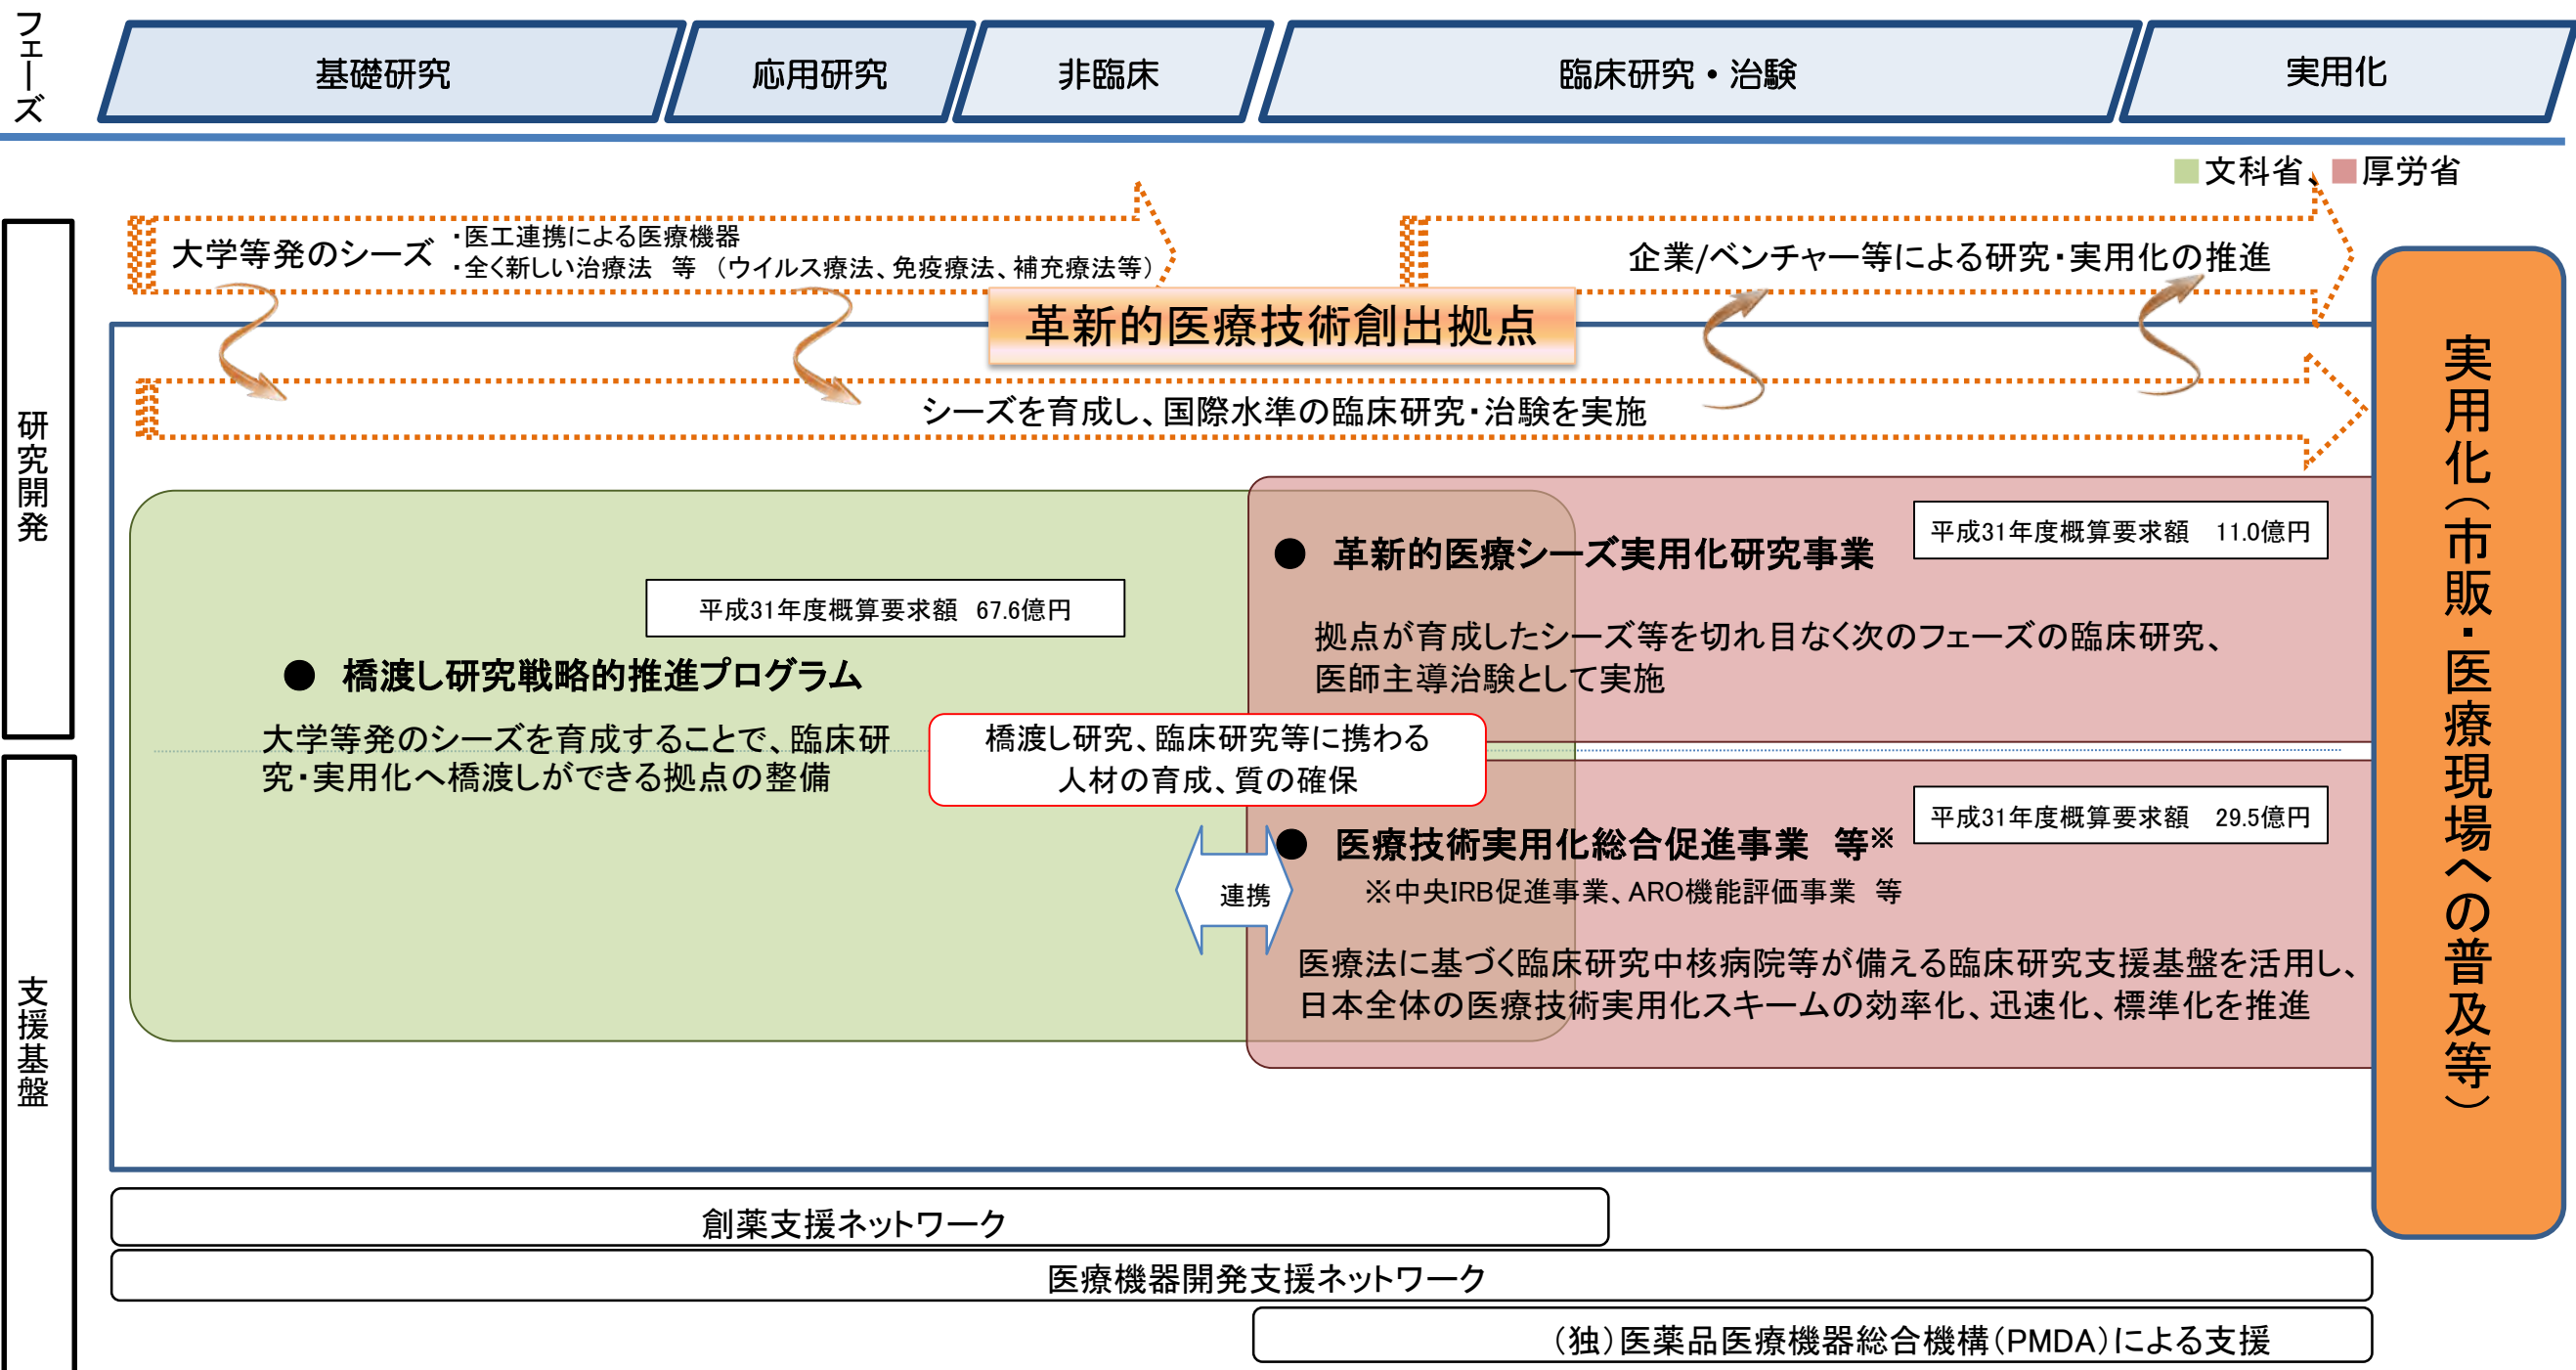 フェーズ
基礎研究
応用研究
非臨床
臨床研究・治験
実用化
文科省、厚労省
大学等発のシーズ
・医工連携による医療機器
・全く新しい治療法　等　（ウイルス療法、免疫療法、補充療法等）
企業/ベンチャー等による研究・実用化の推進
革新的医療技術創出拠点
シーズを育成し、国際水準の臨床研究・治験を実施
研究開発
平成31年度概算要求額　67.6億円
● 橋渡し研究戦略的推進プログラム
大学等発のシーズを育成することで、臨床研
究・実用化へ橋渡しができる拠点の整備
平成31年度概算要求額　11.0億円
● 革新的医療シーズ実用化研究事業
拠点が育成したシーズ等を切れ目なく次のフェーズの臨床研究、
医師主導治験として実施
橋渡し研究、臨床研究等に携わる
人材の育成、質の確保
支援基盤
平成31年度概算要求額　29.5億円
● 医療技術実用化総合促進事業　等※
※中央IRB促進事業、ARO機能評価事業　等
連携
医療法に基づく臨床研究中核病院等が備える臨床研究支援基盤を活用し、
日本全体の医療技術実用化スキームの効率化、迅速化、標準化を推進
実用化（市販・医療現場への普及等）
創薬支援ネットワーク
医療機器開発支援ネットワーク
（独）医薬品医療機器総合機構（PMDA）による支援